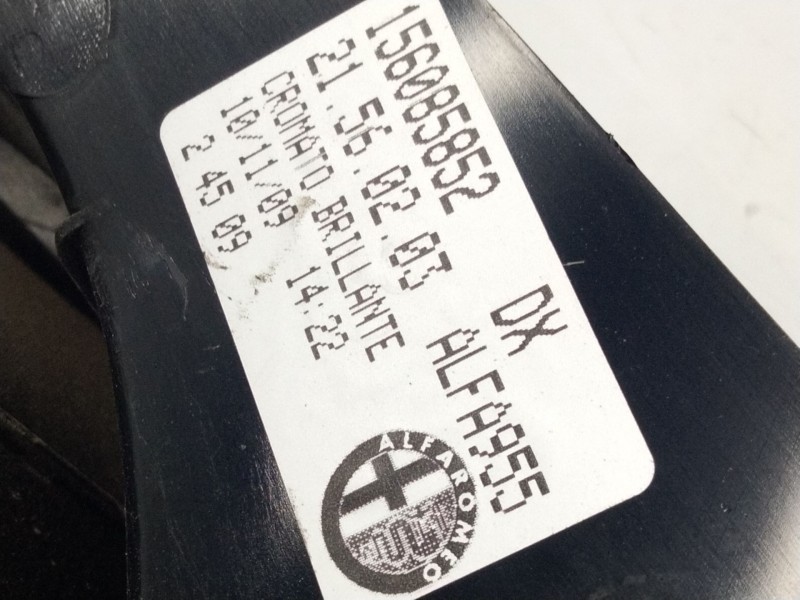 156085852 DX
21.56.02.03 ALFA955
CROMATO BRILLANTE
10/11/09 14:22
2 45 09
ALFA ROMEO